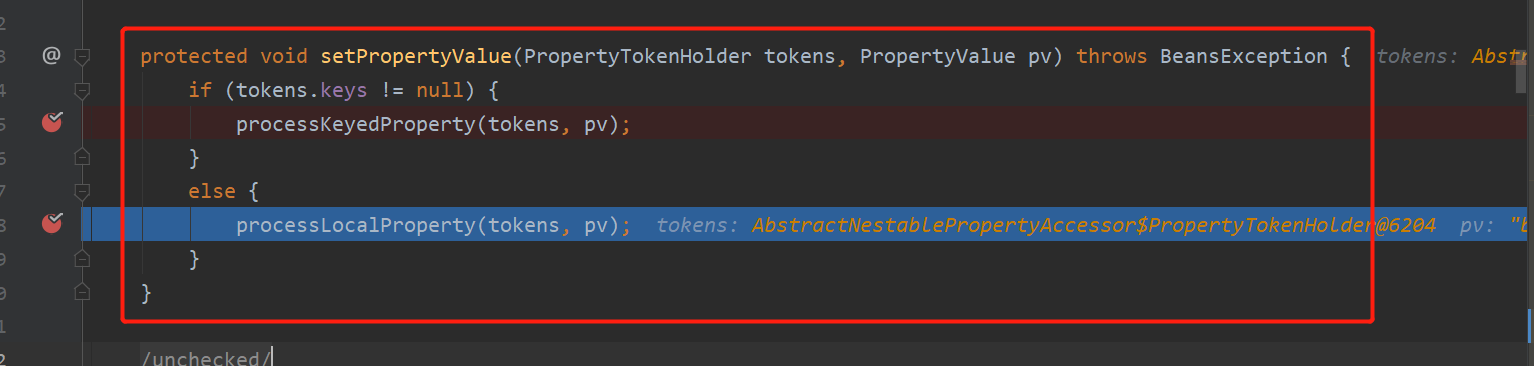 2
3 @ protected void setPropertyValue(PropertyTokenHolder tokens, PropertyValue pv) throws BeansException { tokens: Abst
4 if (tokens.keys != null) {
5 processKeyedProperty(tokens, pv);
6 }
7 else {
8 processLocalProperty(tokens, pv); tokens: AbstractNestablePropertyAccessor$PropertyTokenHolder@6204 pv: "b
9 }
0 }
1
2 /unchecked/